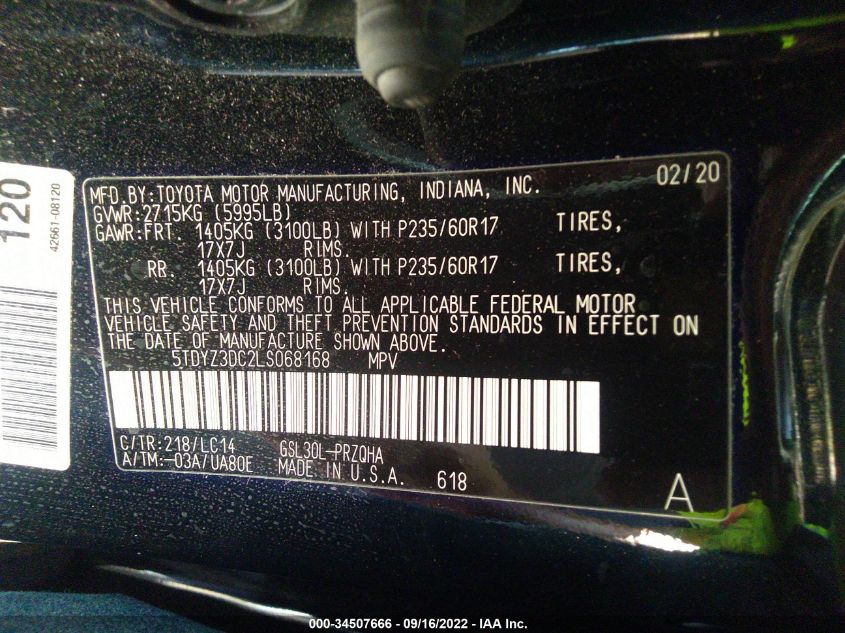 120
42661-08120
MFD.BY:TOYOTA MOTOR MANUFACTURING, INDIANA, INC. 02/20
GVWR:2715KG (5995LB)
GAWR:FRT. 1405KG (3100LB) WITH P235/60R17 TIRES,
17X7J RIMS.
RR. 1405KG (3100LB) WITH P235/60R17 TIRES,
17X7J RIMS.
THIS VEHICLE CONFORMS TO ALL APPLICABLE FEDERAL MOTOR
VEHICLE SAFETY AND THEFT PREVENTION STANDARDS IN EFFECT ON
THE DATE OF MANUFACTURE SHOWN ABOVE.
5TDYZ3DC2LS068168 MPV
C/TR:218/LC14 GSL30L-PRZQHA
A/TM:-03A/UA80E MADE IN U.S.A. 618
A
000-34507666 - 09/16/2022 - IAA Inc.